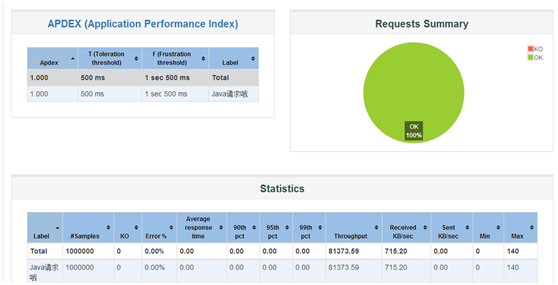 APDEX (Application Performance Index)
Apdex T (Toleration threshold) F (Frustration threshold) Label
1.000 500 ms 1 sec 500 ms Total
1.000 500 ms 1 sec 500 ms Java请求哦
Requests Summary
KO
OK
OK
100%
Statistics
Label #Samples KO Error % Average response time 90th pct 95th pct 99th pct Throughput Received KB/sec Sent KB/sec Min Max
Total 1000000 0 0.00% 0.00 0.00 0.00 0.00 81373.59 715.20 0.00 0 140
Java请求哦 1000000 0 0.00% 0.00 0.00 0.00 0.00 81373.59 715.20 0.00 0 140